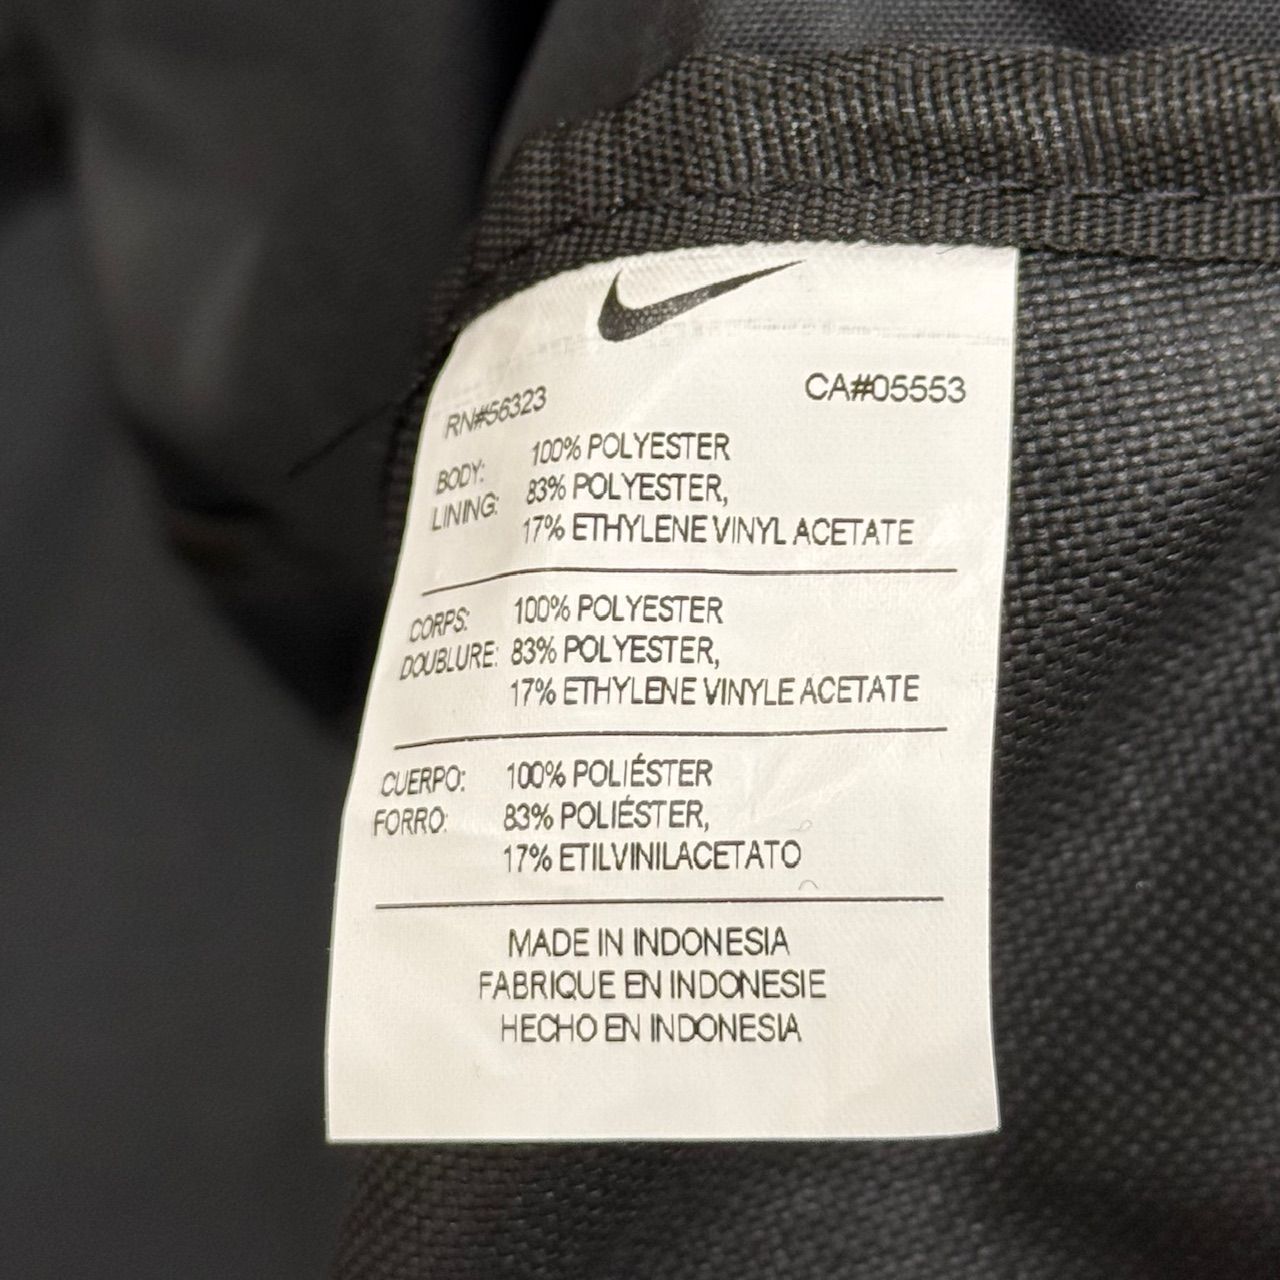 RN#56323 CA#05553
BODY: 100% POLYESTER
LINING: 83% POLYESTER,
17% ETHYLENE VINYL ACETATE
CORPS: 100% POLYESTER
DOUBLURE: 83% POLYESTER,
17% ETHYLENE VINYLE ACETATE
CUERPO: 100% POLIÉSTER
FORRO: 83% POLIÉSTER,
17% ETILVINILACETATO
MADE IN INDONESIA
FABRIQUE EN INDONESIE
HECHO EN INDONESIA